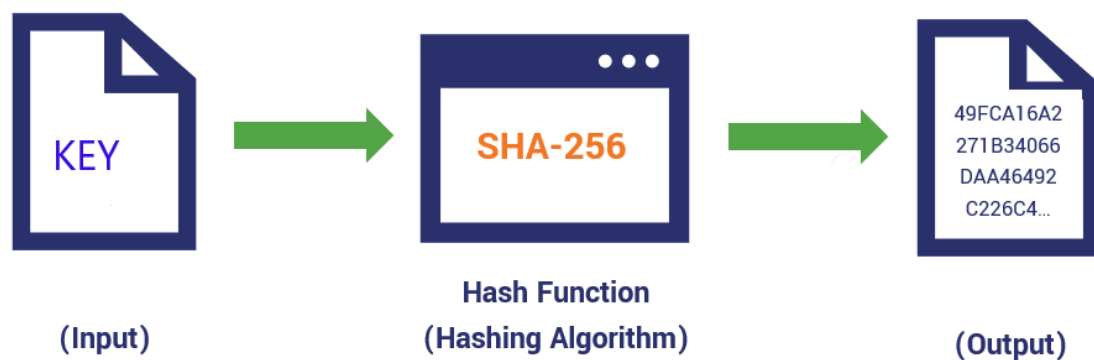 KEY
SHA-256
49FCA16A2
271B34066
DAA46492
C226C4...
Hash Function
(Hashing Algorithm)
(Input)
(Output)